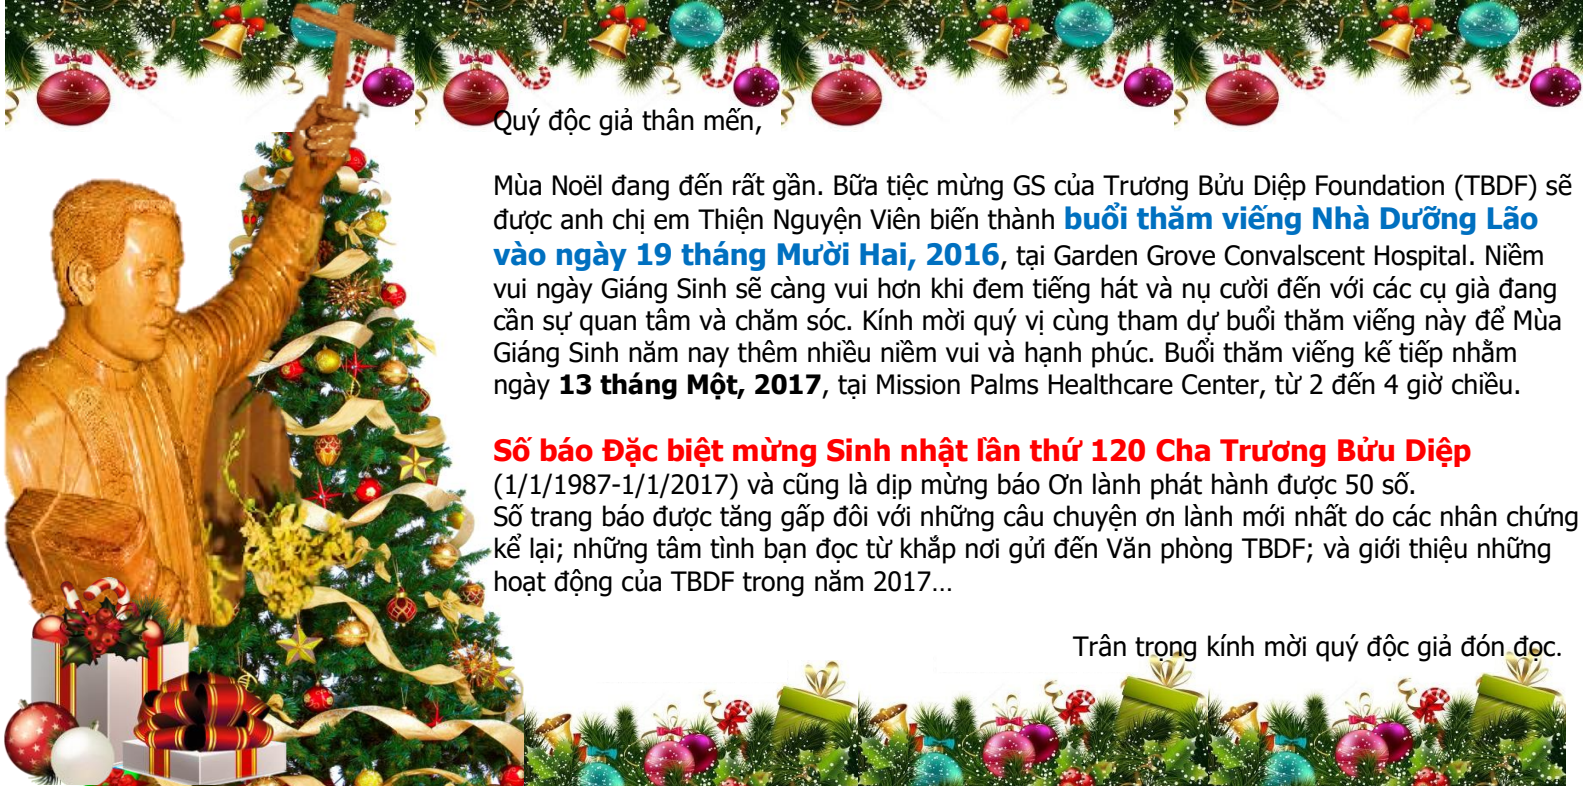 Quý độc giả thân mến,
Mùa Noël đang đến rất gần. Bữa tiệc mừng GS của Trương Bửu Diệp Foundation (TBDF) sẽ
được anh chị em Thiện Nguyện Viên biến thành buổi thăm viếng Nhà Dưỡng Lão
vào ngày 19 tháng Mười Hai, 2016, tại Garden Grove Convalscent Hospital. Niềm
vui ngày Giáng Sinh sẽ càng vui hơn khi đem tiếng hát và nụ cười đến với các cụ già đang
cần sự quan tâm và chăm sóc. Kính mời quý vị cùng tham dự buổi thăm viếng này để Mùa
Giáng Sinh năm nay thêm nhiều niềm vui và hạnh phúc. Buổi thăm viếng kế tiếp nhằm
ngày 13 tháng Một, 2017, tại Mission Palms Healthcare Center, từ 2 đến 4 giờ chiều.
Số báo Đặc biệt mừng Sinh nhật lần thứ 120 Cha Trương Bửu Diệp
(1/1/1987-1/1/2017) và cũng là dịp mừng báo Ơn lành phát hành được 50 số.
Số trang báo được tăng gấp đôi với những câu chuyện ơn lành mới nhất do các nhân chứng
kể lại; những tâm tình bạn đọc từ khắp nơi gửi đến Văn phòng TBDF; và giới thiệu những
hoạt động của TBDF trong năm 2017…
Trân trọng kính mời quý độc giả đón đọc.